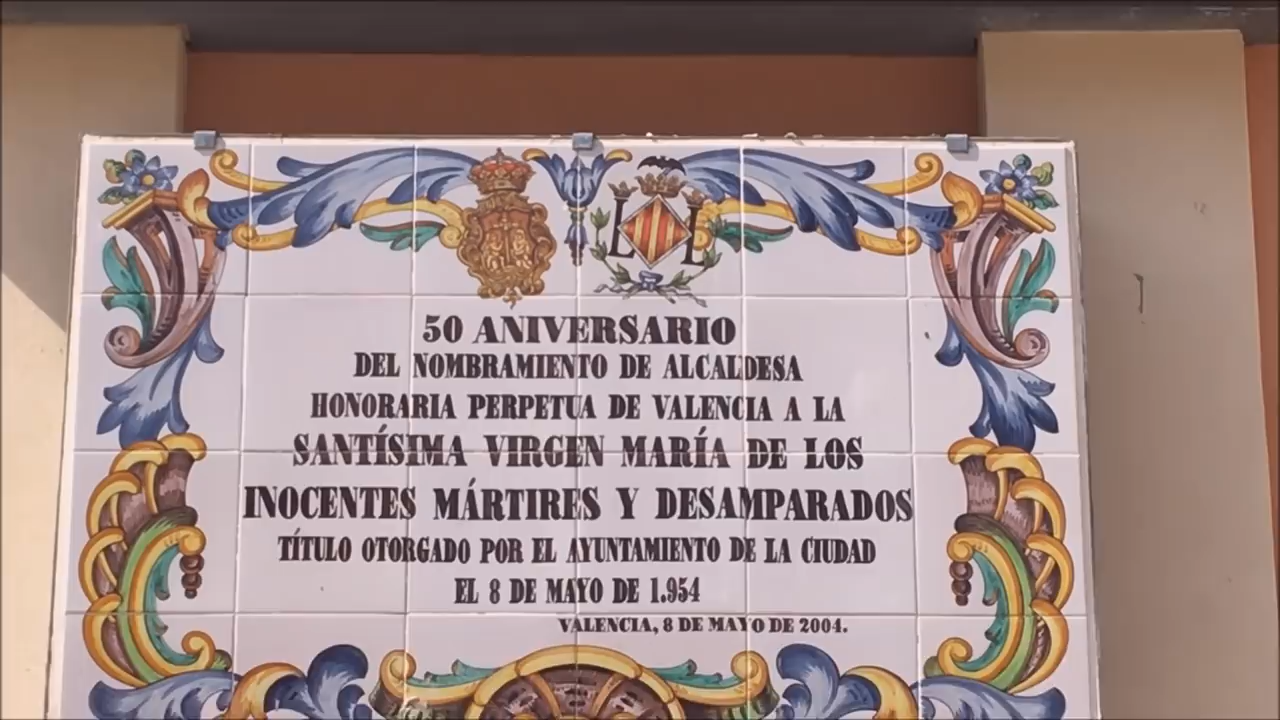 50 ANIVERSARIO
DEL NOMBRAMIENTO DE ALCALDESA
HONORARIA PERPETUA DE VALENCIA A LA
SANTÍSIMA VIRGEN MARÍA DE LOS
INOCENTES MÁRTIRES Y DESAMPARADOS
TÍTULO OTORGADO POR EL AYUNTAMIENTO DE LA CIUDAD
EL 8 DE MAYO DE 1.954
VALENCIA, 8 DE MAYO DE 2004.